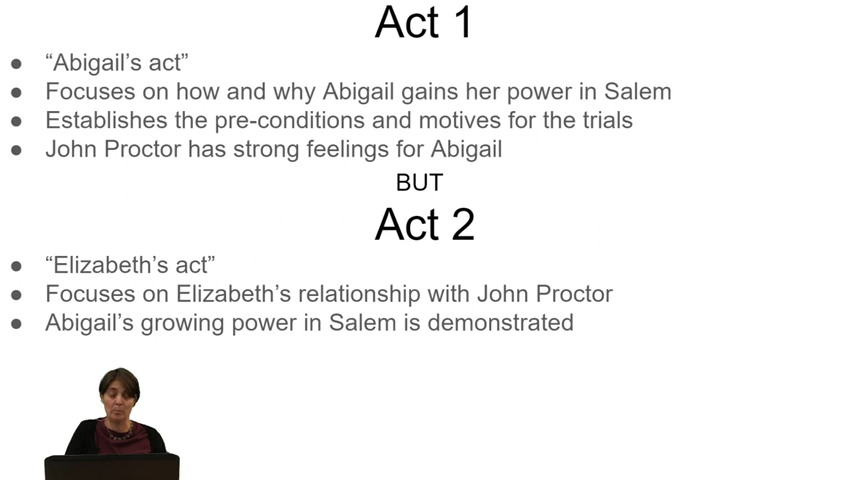 Act 1
● “Abigail’s act”
● Focuses on how and why Abigail gains her power in Salem
● Establishes the pre-conditions and motives for the trials
● John Proctor has strong feelings for Abigail
BUT
Act 2
● “Elizabeth’s act”
● Focuses on Elizabeth’s relationship with John Proctor
● Abigail’s growing power in Salem is demonstrated